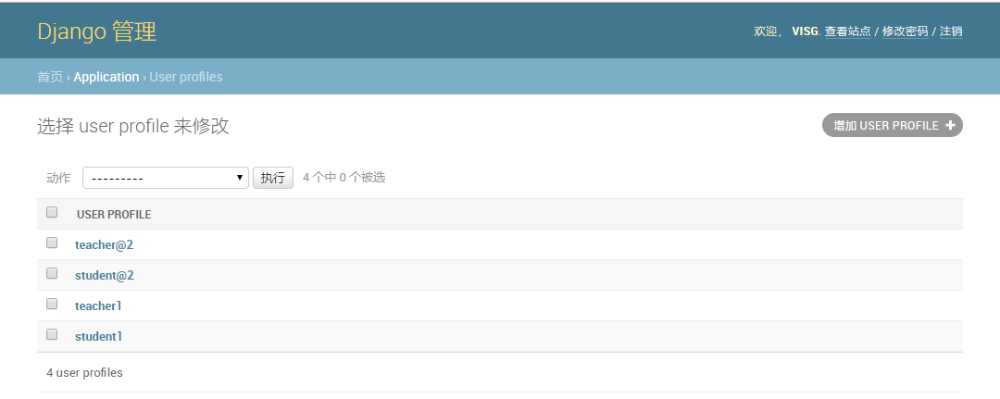 Django 管理
欢迎， VISG. 查看站点 / 修改密码 / 注销
首页 › Application › User profiles
选择 user profile 来修改
增加 USER PROFILE +
动作 --------- 执行 4 个中 0 个被选
USER PROFILE
teacher@2
student@2
teacher1
student1
4 user profiles